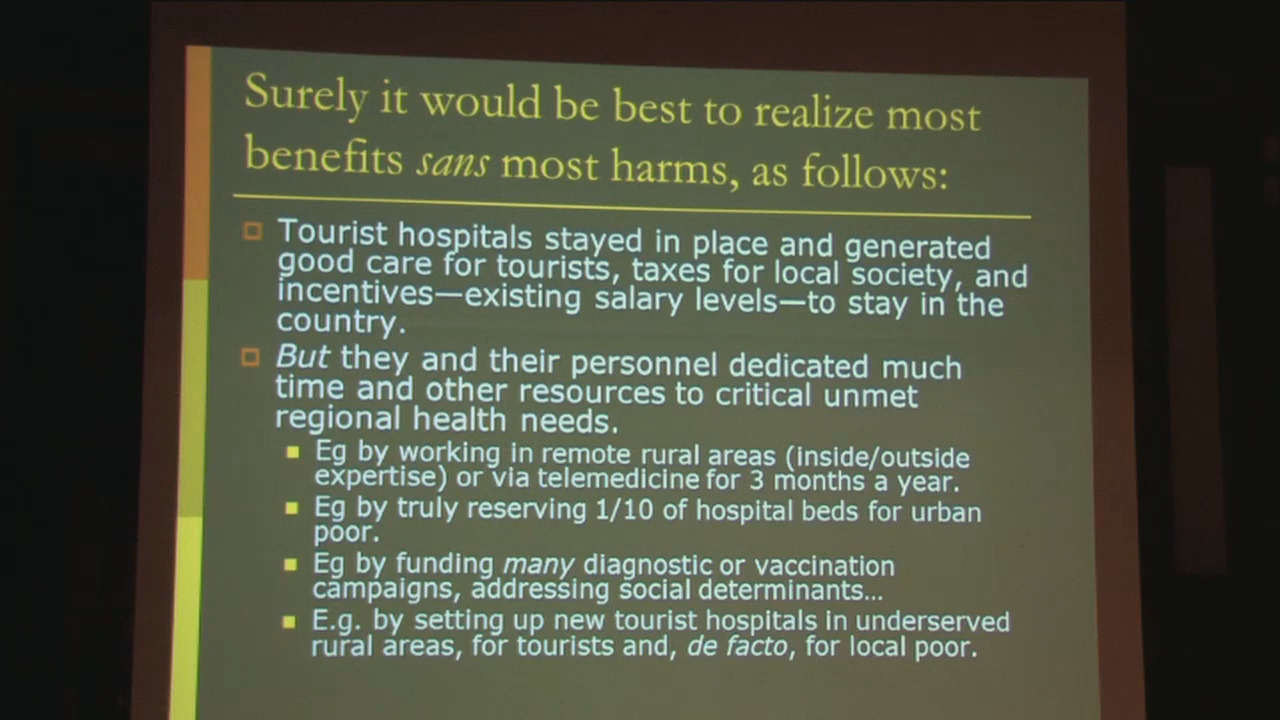 Surely it would be best to realize most
benefits sans most harms, as follows:
Tourist hospitals stayed in place and generated
good care for tourists, taxes for local society, and
incentives—existing salary levels—to stay in the
country.
But they and their personnel dedicated much
time and other resources to critical unmet
regional health needs.
Eg by working in remote rural areas (inside/outside
expertise) or via telemedicine for 3 months a year.
Eg by truly reserving 1/10 of hospital beds for urban
poor.
Eg by funding many diagnostic or vaccination
campaigns, addressing social determinants...
E.g. by setting up new tourist hospitals in underserved
rural areas, for tourists and, de facto, for local poor.